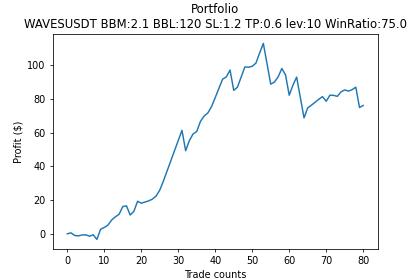 Portfolio
WAVESUSDT BBM:2.1 BBL:120 SL:1.2 TP:0.6 lev:10 WinRatio:75.0
100
80
60
40
20
0
Profit ($)
0 10 20 30 40 50 60 70 80
Trade counts